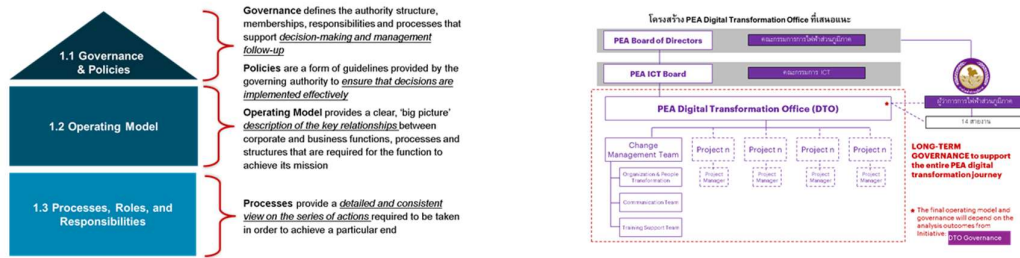 1.1 Governance
& Policies
1.2 Operating Model
1.3 Processes, Roles, and
Responsibilities
Governance defines the authority structure,
memberships, responsibilities and processes that
support decision-making and management
follow-up
Policies are a form of guidelines provided by the
governing authority to ensure that decisions are
implemented effectively
Operating Model provides a clear, 'big picture'
description of the key relationships between
corporate and business functions, processes and
structures that are required for the function to
achieve its mission
Processes provide a detailed and consistent
view on the series of actions required to be taken
in order to achieve a particular end
โครงสร้าง PEA Digital Transformation Office ที่เสนอแนะ
PEA Board of Directors
คณะกรรมการการไฟฟ้าส่วนภูมิภาค
PEA ICT Board
คณะกรรมการ ICT
ผู้ว่าการการไฟฟ้าส่วนภูมิภาค
14 สายงาน
PEA Digital Transformation Office (DTO)
Change
Management Team
Project n
Project n
Project n
Project n
Project
Manager
Project
Manager
Project
Manager
Project
Manager
Organization & People
Transformation
Communication Team
Training Support Team
LONG-TERM
GOVERNANCE to support
the entire PEA digital
transformation journey
* The final operating model and
governance will depend on the
analysis outcomes from
Initiative: DTO Governance